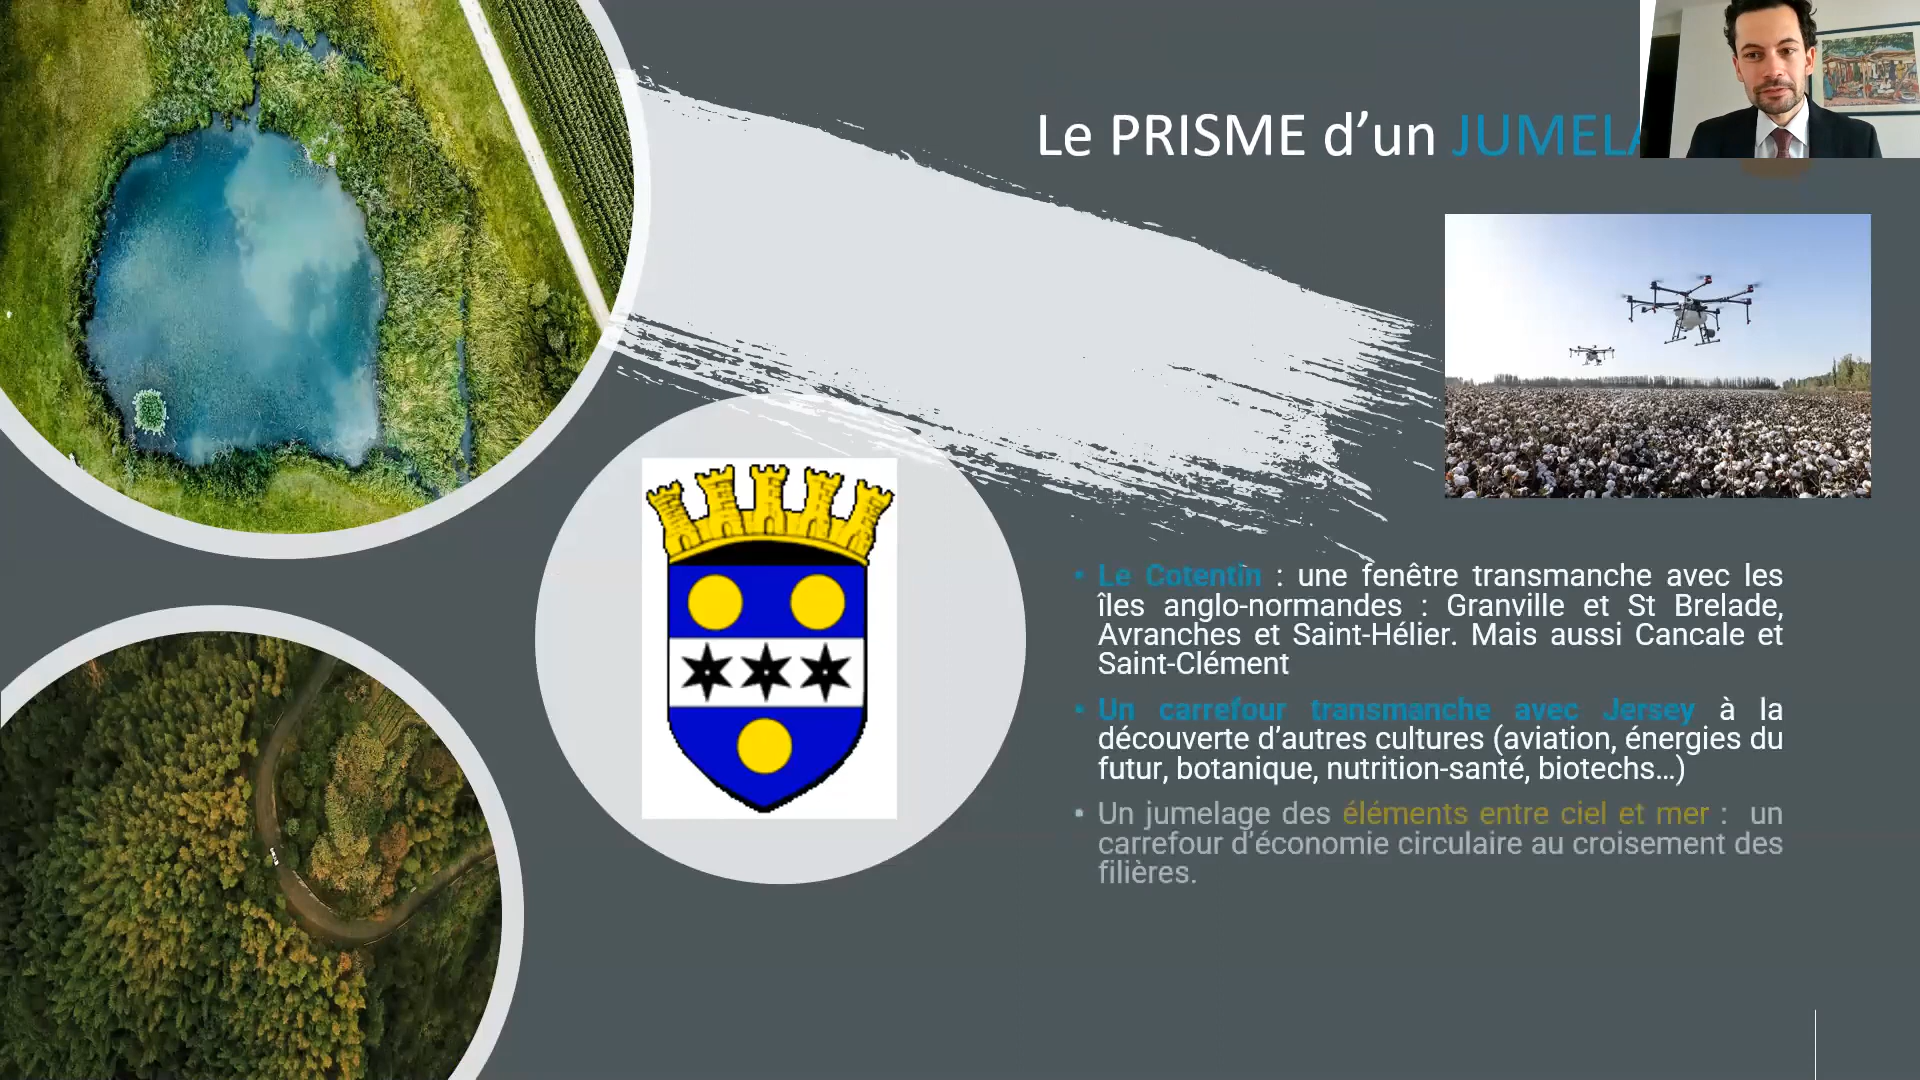 Le PRISME d’un JUMELA
• Le Cotentin : une fenêtre transmanche avec les
îles anglo-normandes : Granville et St Brelade,
Avranches et Saint-Hélier. Mais aussi Cancale et
Saint-Clément
• Un carrefour transmanche avec Jersey à la
découverte d’autres cultures (aviation, énergies du
futur, botanique, nutrition-santé, biotechs…)
• Un jumelage des éléments entre ciel et mer : un
carrefour d’économie circulaire au croisement des
filières.